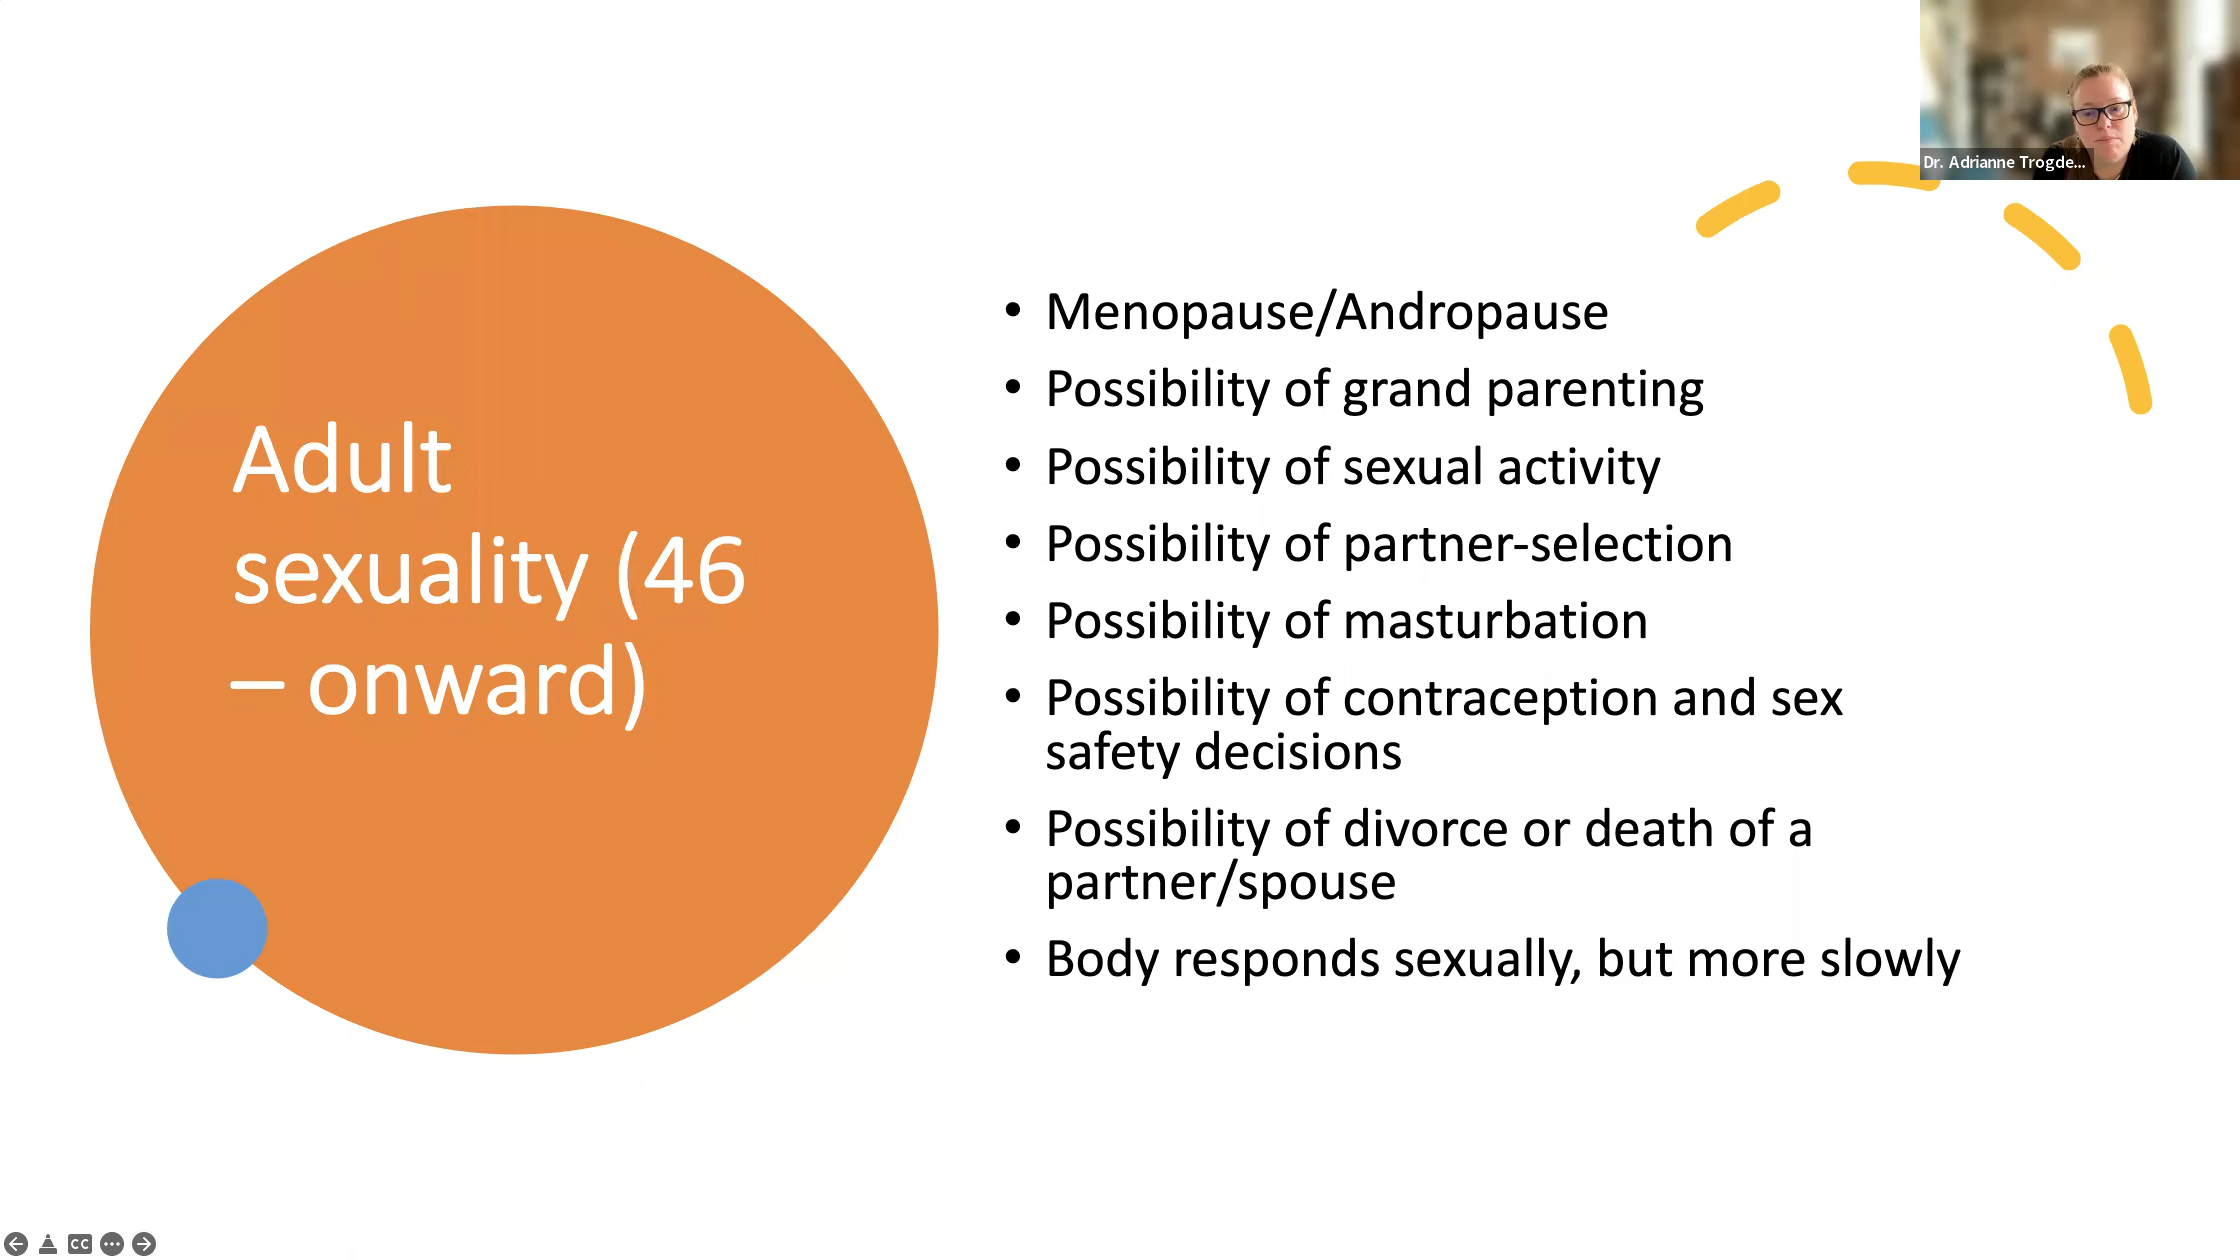 Dr. Adrianne Trogde...
Adult
sexuality (46
– onward)
• Menopause/Andropause
• Possibility of grand parenting
• Possibility of sexual activity
• Possibility of partner-selection
• Possibility of masturbation
• Possibility of contraception and sex
safety decisions
• Possibility of divorce or death of a
partner/spouse
• Body responds sexually, but more slowly
CC